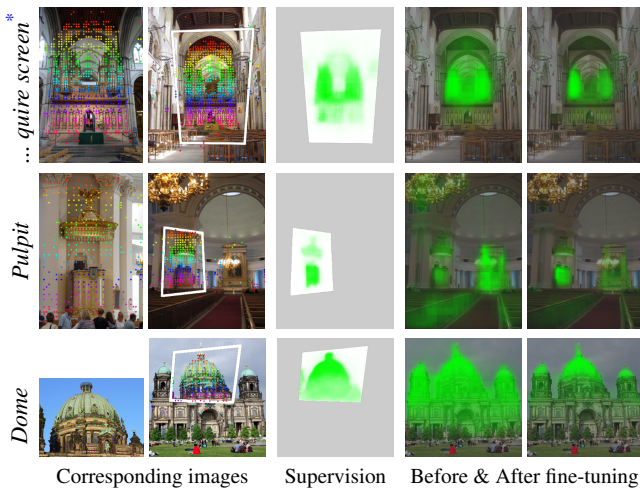 ... quire screen*
Pulpit
Dome
Corresponding images
Supervision
Before & After fine-tuning